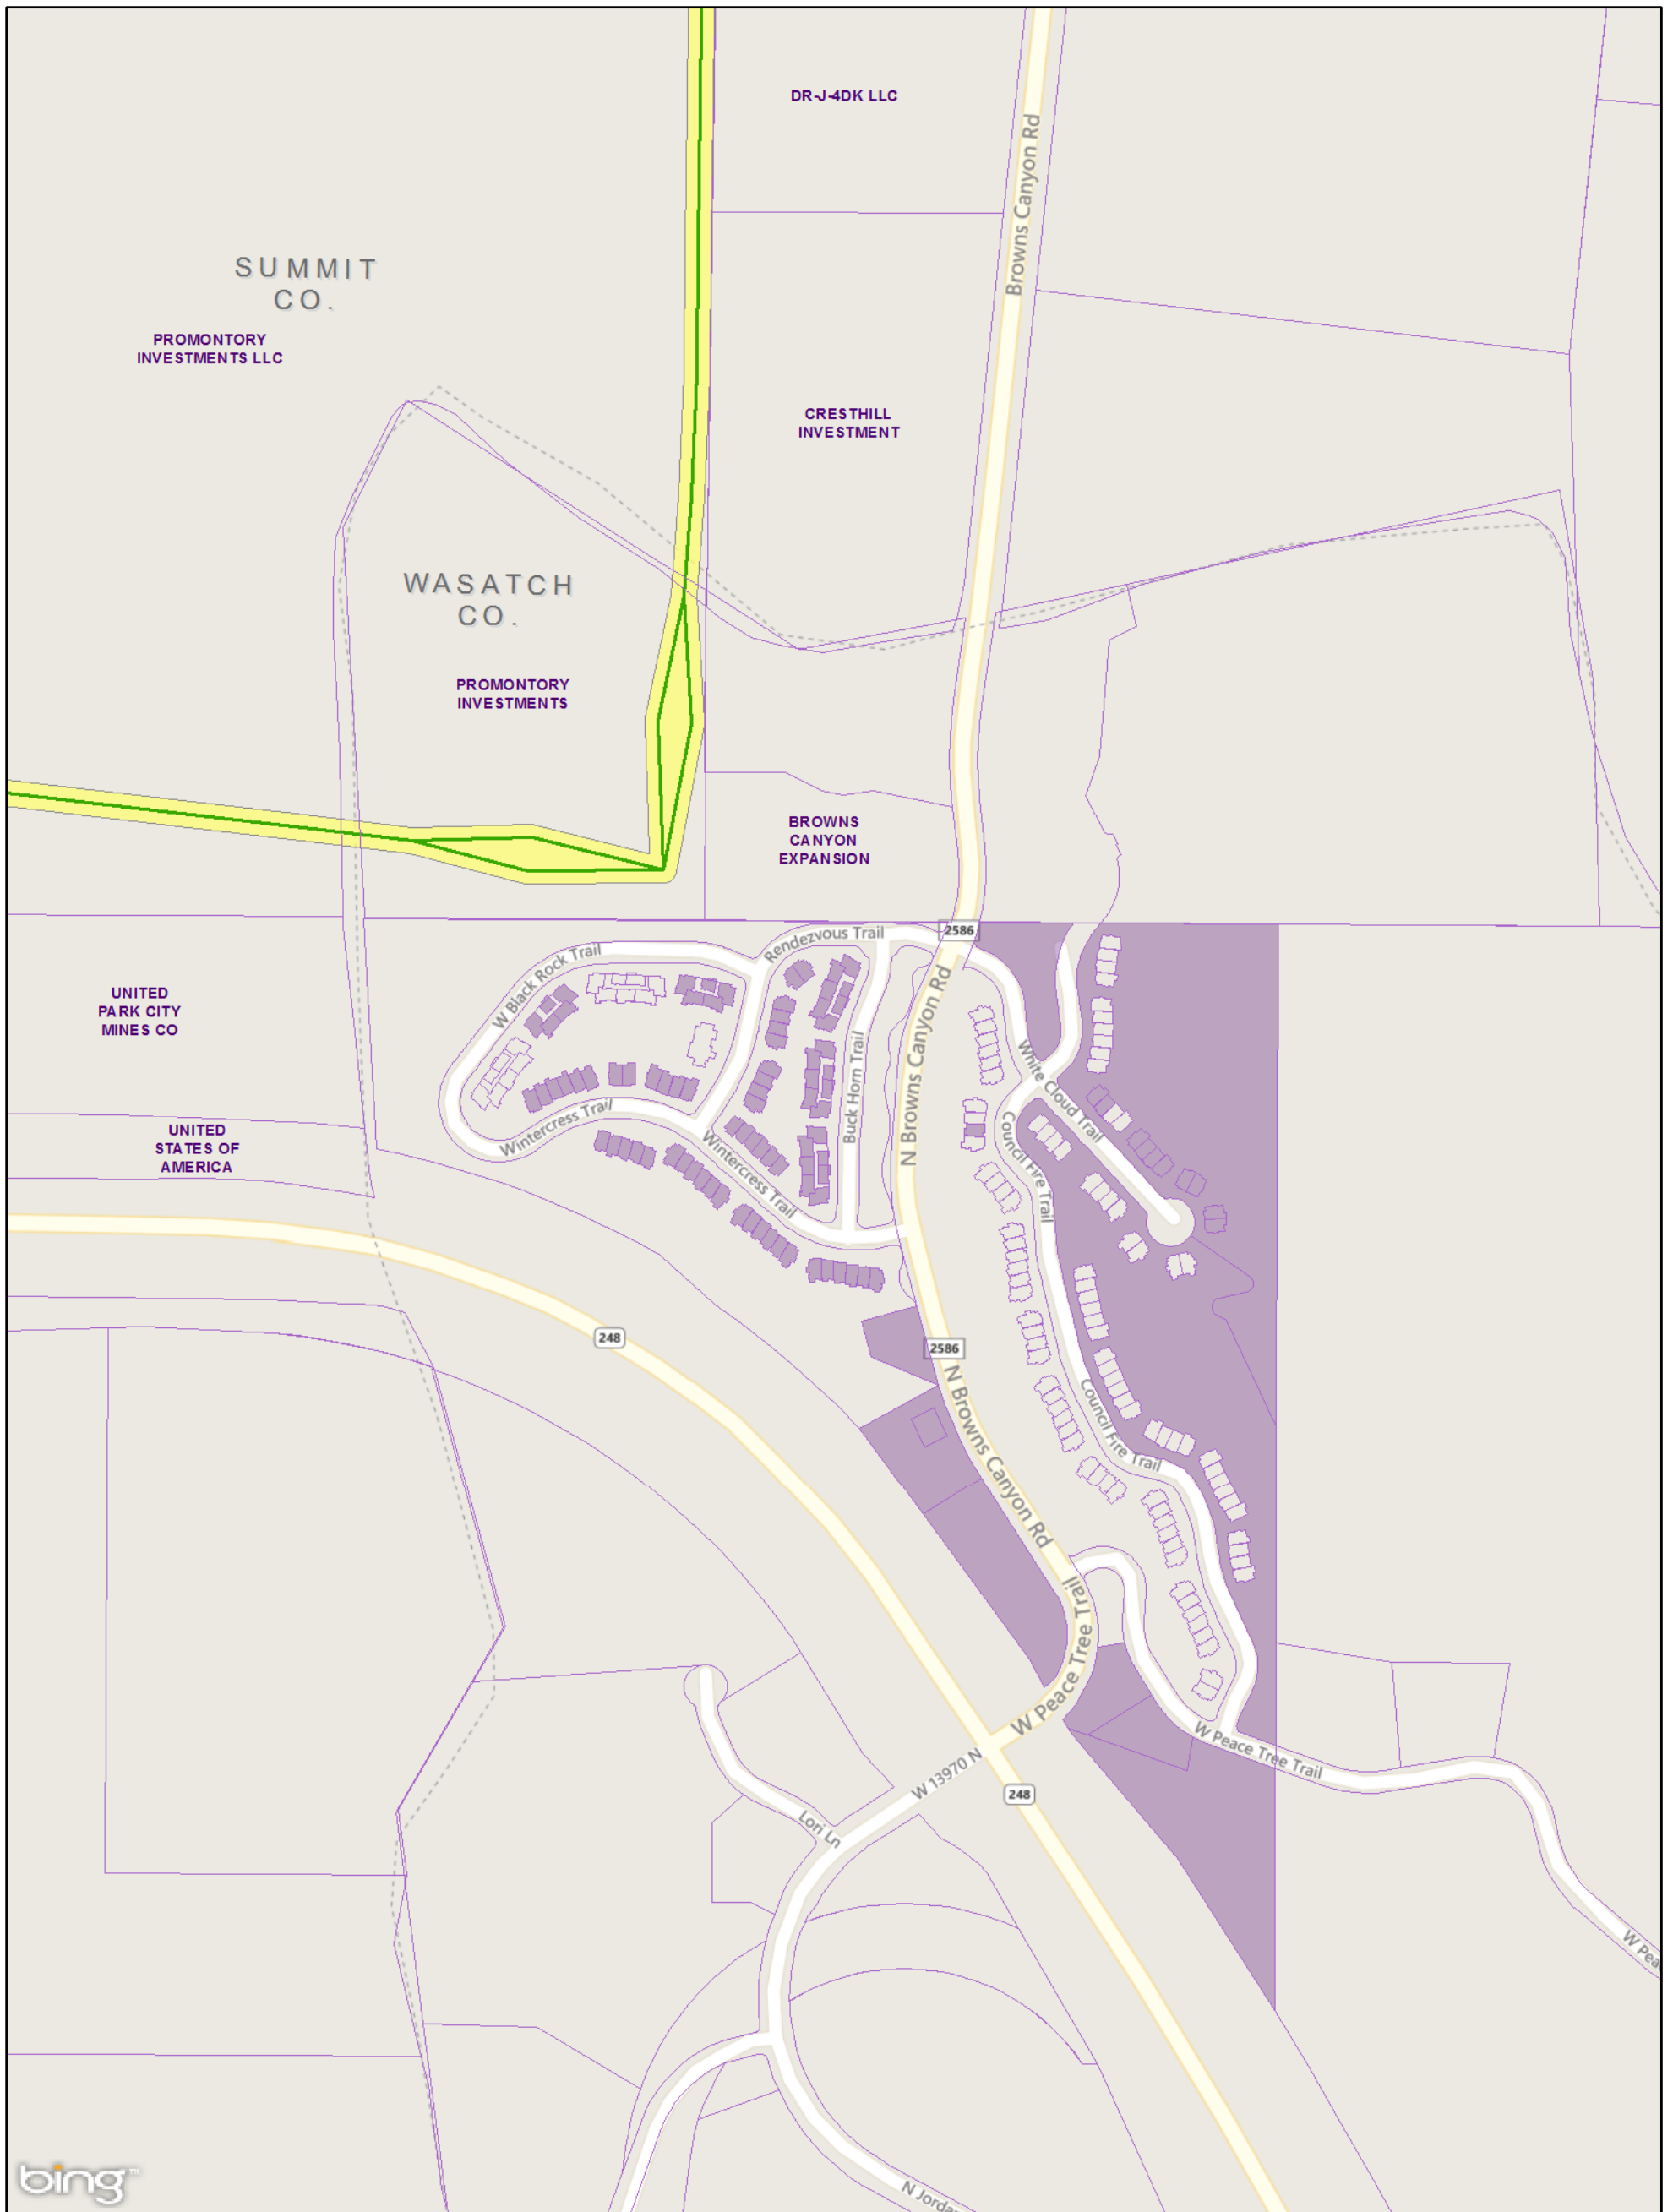 DR-J-4DK LLC
Browns Canyon Rd
SUMMIT
CO.
PROMONTORY
INVESTMENTS LLC
CRESTHILL
INVESTMENT
WASATCH
CO.
PROMONTORY
INVESTMENTS
BROWNS
CANYON
EXPANSION
2586
Rendezvous Trail
W Black Rock Trail
UNITED
PARK CITY
MINES CO
N Browns Canyon Rd
Buck Horn Trail
White Cloud Trail
Council Fire Trail
Wintercress Trail
Wintercress Trail
UNITED
STATES OF
AMERICA
248
2586
N Browns Canyon Rd
Council Fire Trail
W Peace Tree Trail
W Peace Tree Trail
W 13970 N
248
Lori Ln
W Pea
N Jorda
bing™